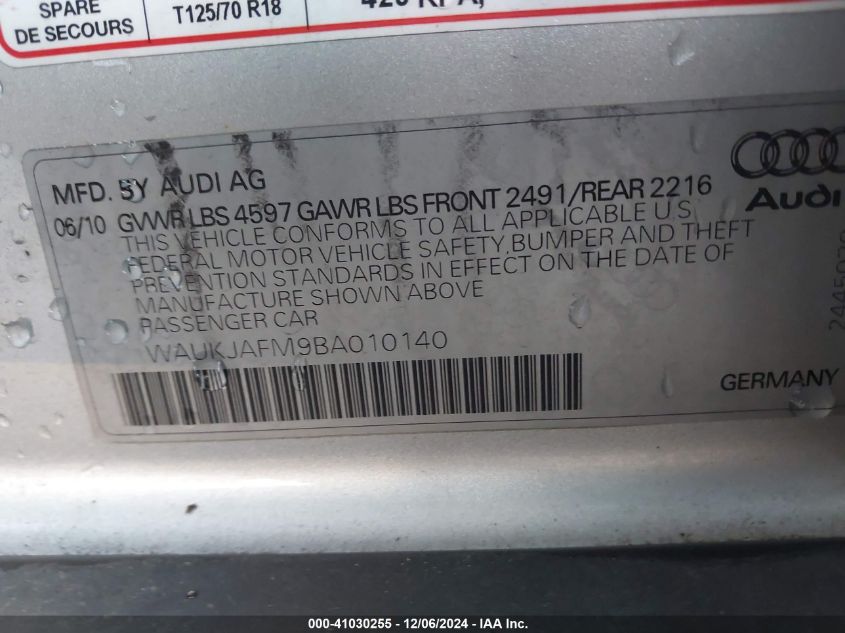 SPARE
DE SECOURS
T125/70 R18
MFD. BY AUDI AG
06/10 GVWR LBS 4597 GAWR LBS FRONT 2491/REAR 2216
THIS VEHICLE CONFORMS TO ALL APPLICABLE U.S.
FEDERAL MOTOR VEHICLE SAFETY,BUMPER AND THEFT
PREVENTION STANDARDS IN EFFECT ON THE DATE OF
MANUFACTURE SHOWN ABOVE
PASSENGER CAR
WAUKJAFM9BA010140
Audi
GERMANY
000-41030255 - 12/06/2024 - IAA Inc.